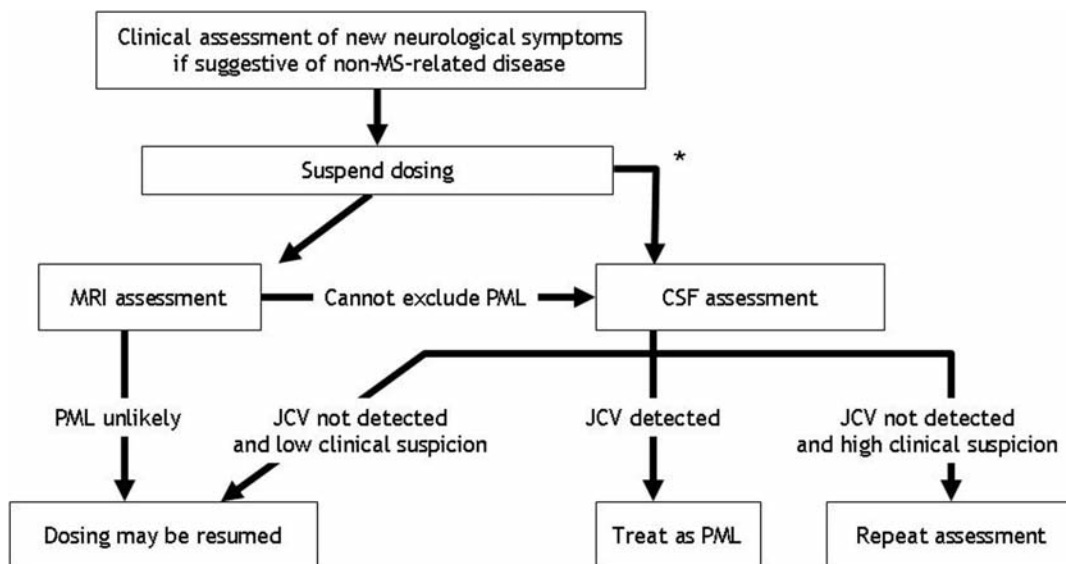 Clinical assessment of new neurological symptoms
if suggestive of non-MS-related disease
Suspend dosing
*
MRI assessment
Cannot exclude PML
CSF assessment
PML unlikely
JCV not detected
and low clinical suspicion
JCV detected
JCV not detected
and high clinical suspicion
Dosing may be resumed
Treat as PML
Repeat assessment